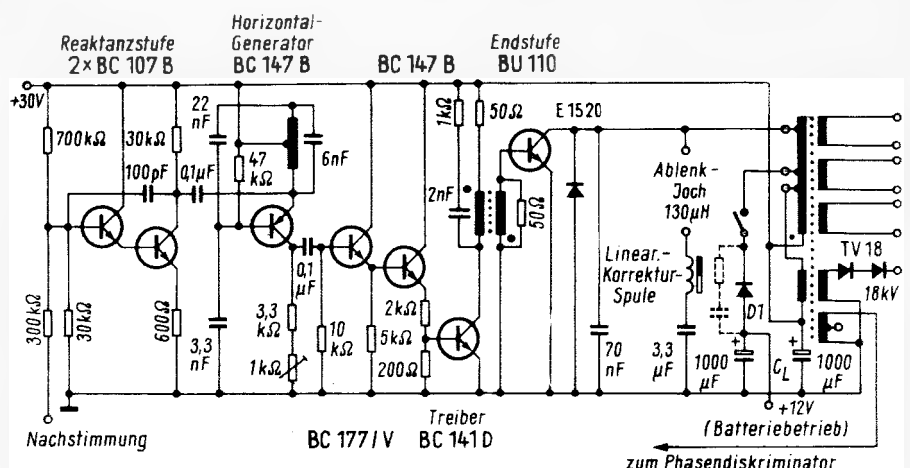 Reaktanzstufe
2× BC 107 B
Horizontal-
Generator
BC 147 B
BC 147 B
Endstufe
BU 110
+30V
700kΩ
30kΩ
22
nF
47
kΩ
6nF
1kΩ
50Ω
E 1520
100pF
0,1µF
2nF
50Ω
Ablenk-
Joch
130µH
Linear.-
Korrektur-
Spule
TV 18
18kV
D1
300kΩ
30kΩ
600Ω
3,3
nF
3,3
kΩ
1kΩ
0,1
µF
10
kΩ
5kΩ
2kΩ
200Ω
70
nF
3,3
µF
1000
µF
+
CL
+
1000
µF
+12V
(Batteriebetrieb)
Nachstimmung
BC 177 / V
Treiber
BC 141 D
zum Phasendiskriminator